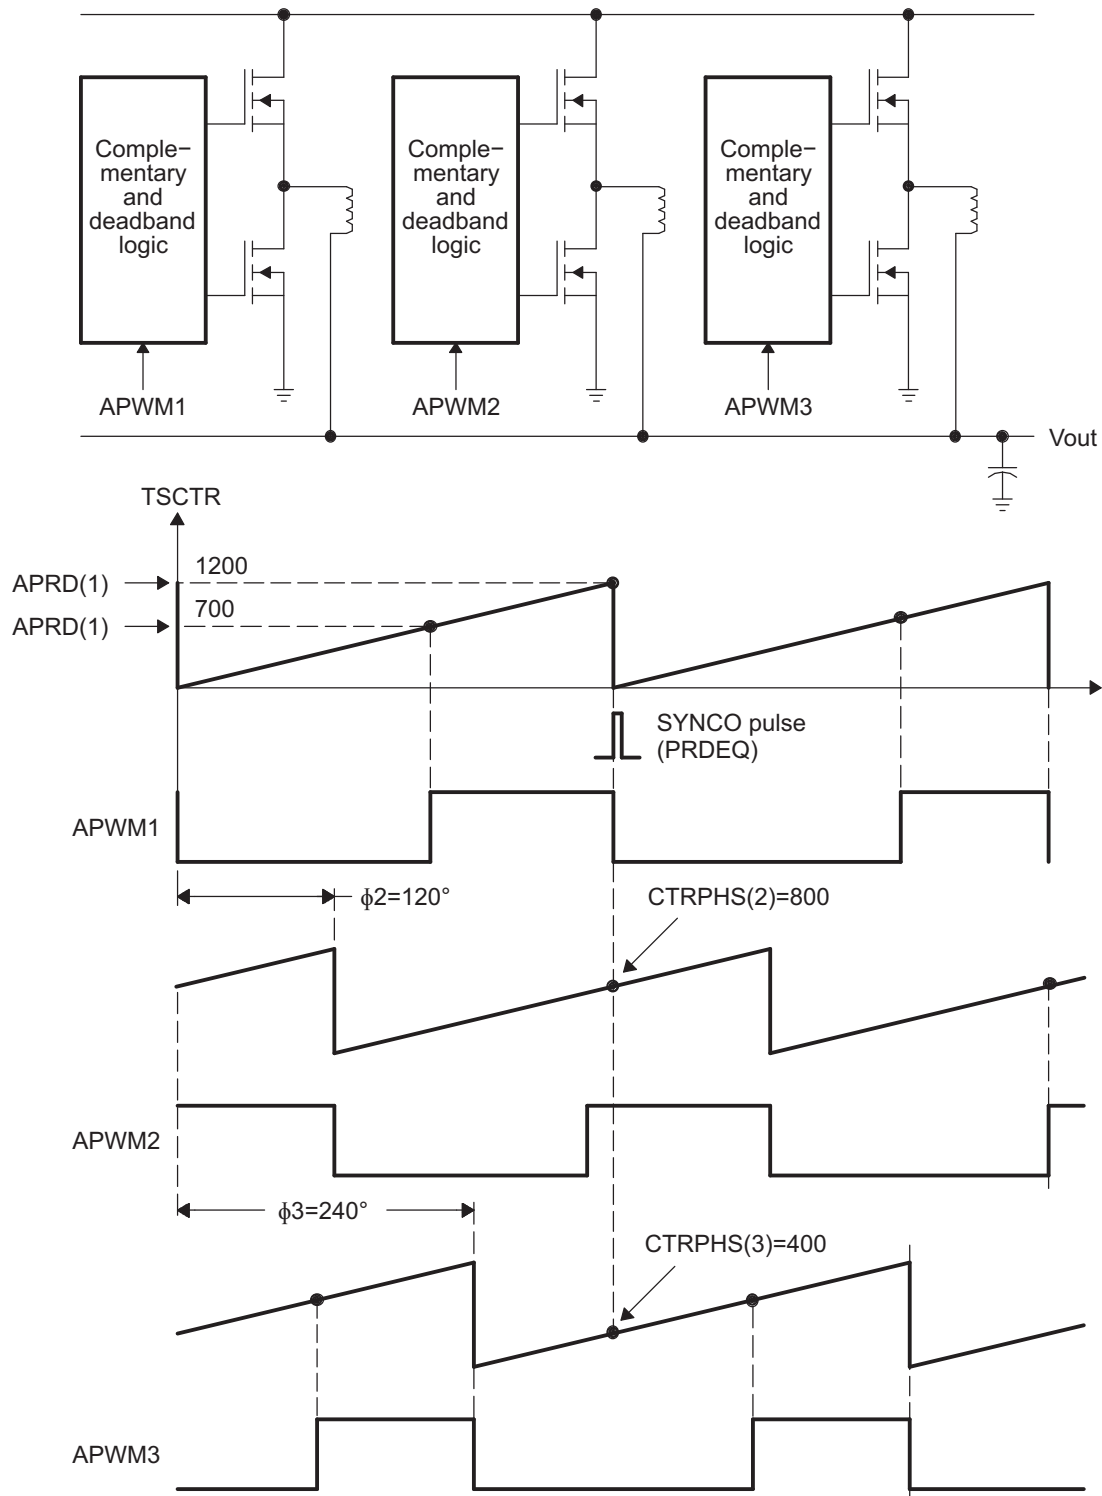 Comple−
mentary
and
deadband
logic
Comple−
mentary
and
deadband
logic
Comple−
mentary
and
deadband
logic
APWM1
APWM2
APWM3
Vout
TSCTR
APRD(1)
1200
APRD(1)
700
SYNCO pulse
(PRDEQ)
APWM1
ϕ2=120°
CTRPHS(2)=800
APWM2
ϕ3=240°
CTRPHS(3)=400
APWM3